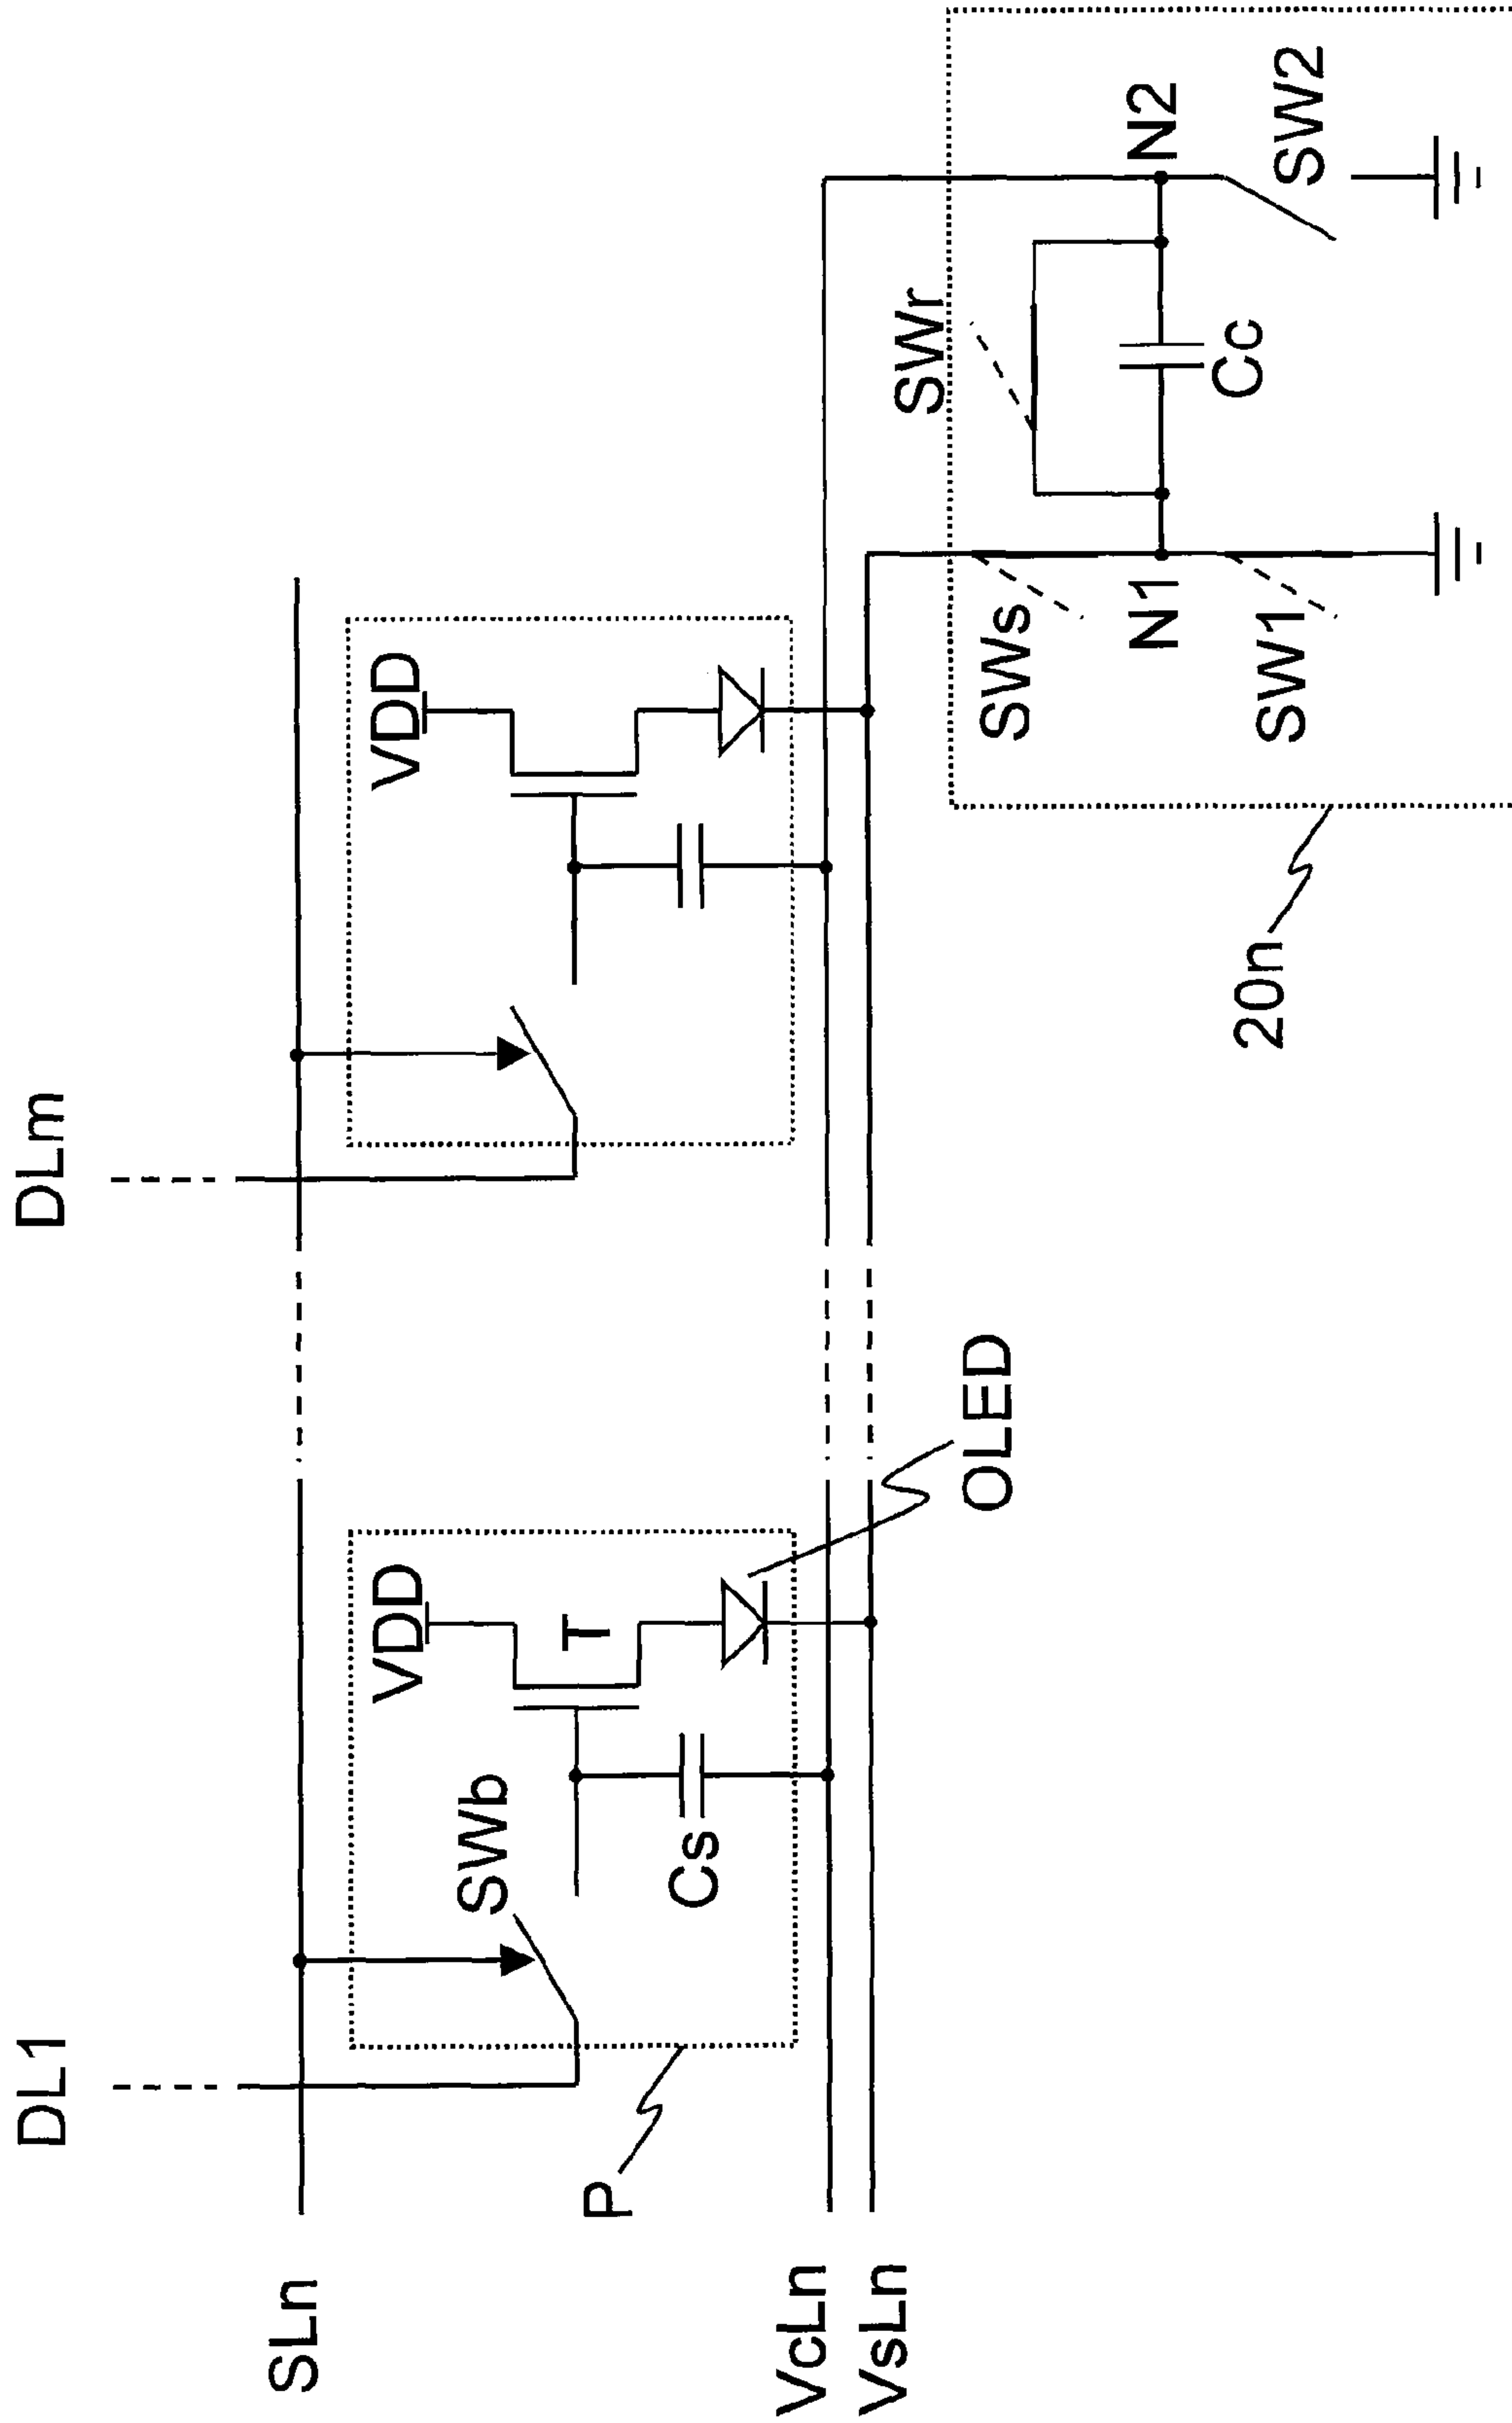 DL1
DLm
SLn
VDD
VDD
SWb
T
Cs
P
VcLn
VsLn
OLED
SWr
SWs
N1
N2
Cc
SW1
SW2
20n